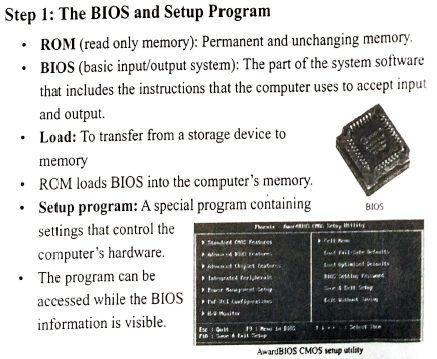 Step 1: The BIOS and Setup Program
• ROM (read only memory): Permanent and unchanging memory.
• BIOS (basic input/output system): The part of the system software
that includes the instructions that the computer uses to accept input
and output.
• Load: To transfer from a storage device to
memory
• ROM loads BIOS into the computer's memory.
• Setup program: A special program containing
settings that control the
computer's hardware.
• The program can be
accessed while the BIOS
information is visible.
BIOS
Phoenix - AwardBIOS CMOS Setup Utility
Standard CMOS Features
Advanced BIOS Features
Advanced Chipset Features
Integrated Peripherals
Power Management Setup
PnP/PCI Configurations
H/W Monitor
Cell Menu
Load Fail-Safe Defaults
Load Optimized Defaults
BIOS Setting Password
Save & Exit Setup
Exit Without Saving
Esc : Quit F9 : Menu in BIOS
: Select Item
F10 : Save & Exit Setup
AwardBIOS CMOS setup utility